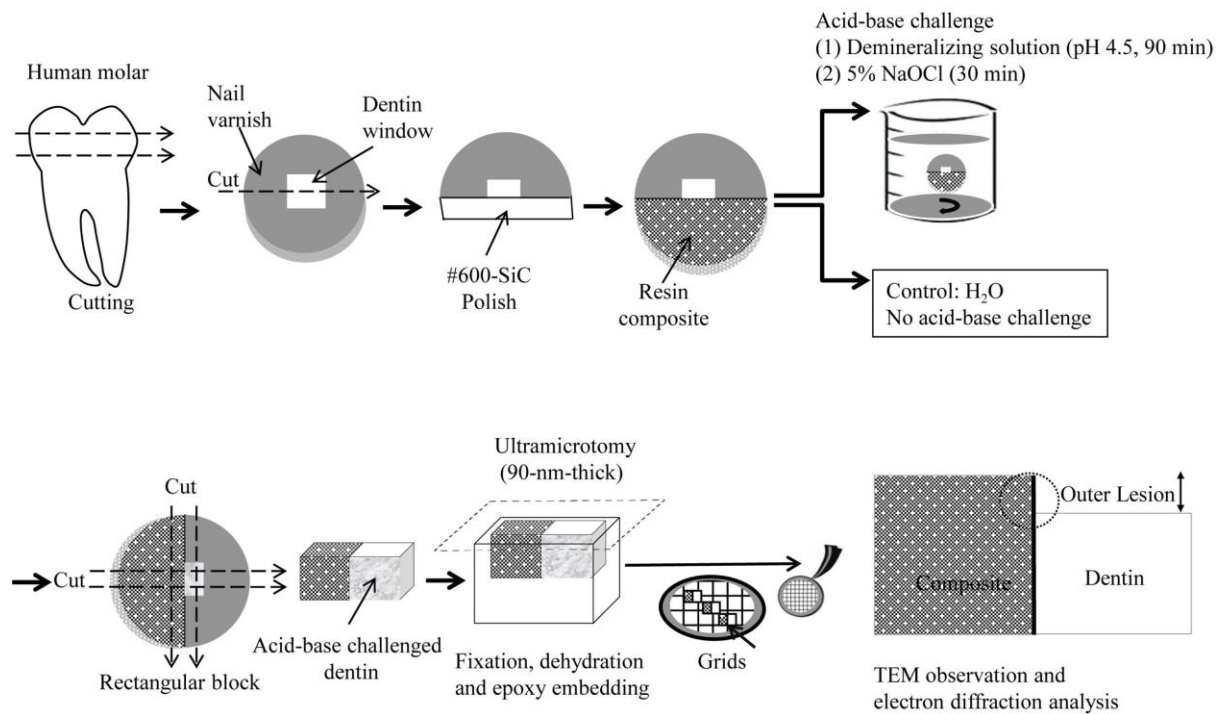 Human molar
Cutting
Nail
varnish
Dentin
window
Cut
#600-SiC
Polish
Resin
composite
Acid-base challenge
(1) Demineralizing solution (pH 4.5, 90 min)
(2) 5% NaOCl (30 min)
Control: H₂O
No acid-base challenge
Cut
Cut
Rectangular block
Acid-base challenged
dentin
Ultramicrotomy
(90-nm-thick)
Fixation, dehydration
and epoxy embedding
Grids
Outer Lesion
Composite
Dentin
TEM observation and
electron diffraction analysis